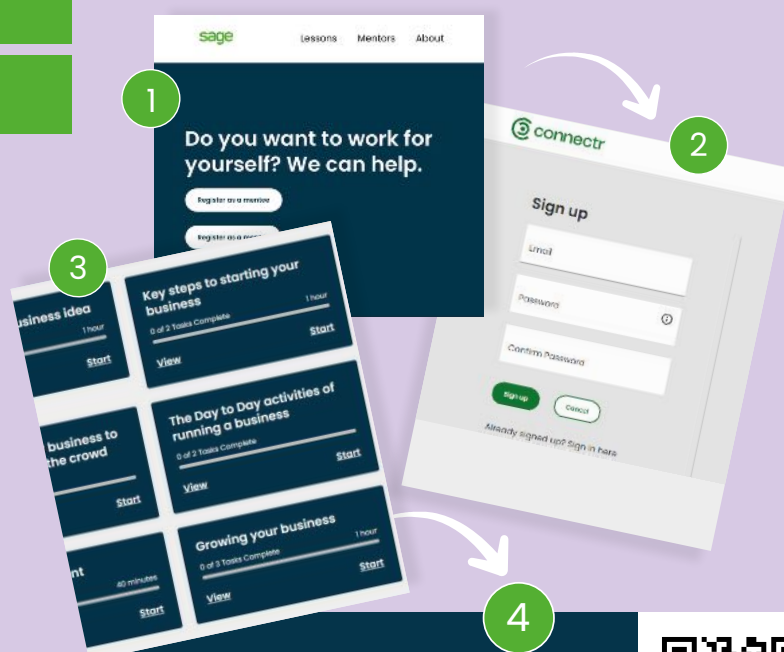 sage
Lessons Mentors About
1
Do you want to work for
yourself? We can help.
Register as a mentee
Register as a
2
connectr
Sign up
Email
Password
Confirm Password
Sign up
Cancel
Already signed up? Sign in here
3
usiness idea
1 hour
Start
Key steps to starting your
business
0 of 2 Tasks Complete
1 hour
View
Start
business to
the crowd
Start
The Day to Day activities of
running a business
0 of 2 Tasks Complete
View
Start
nt
40 minutes
Start
Growing your business
0 of 3 Tasks Complete
1 hour
View
Start
4